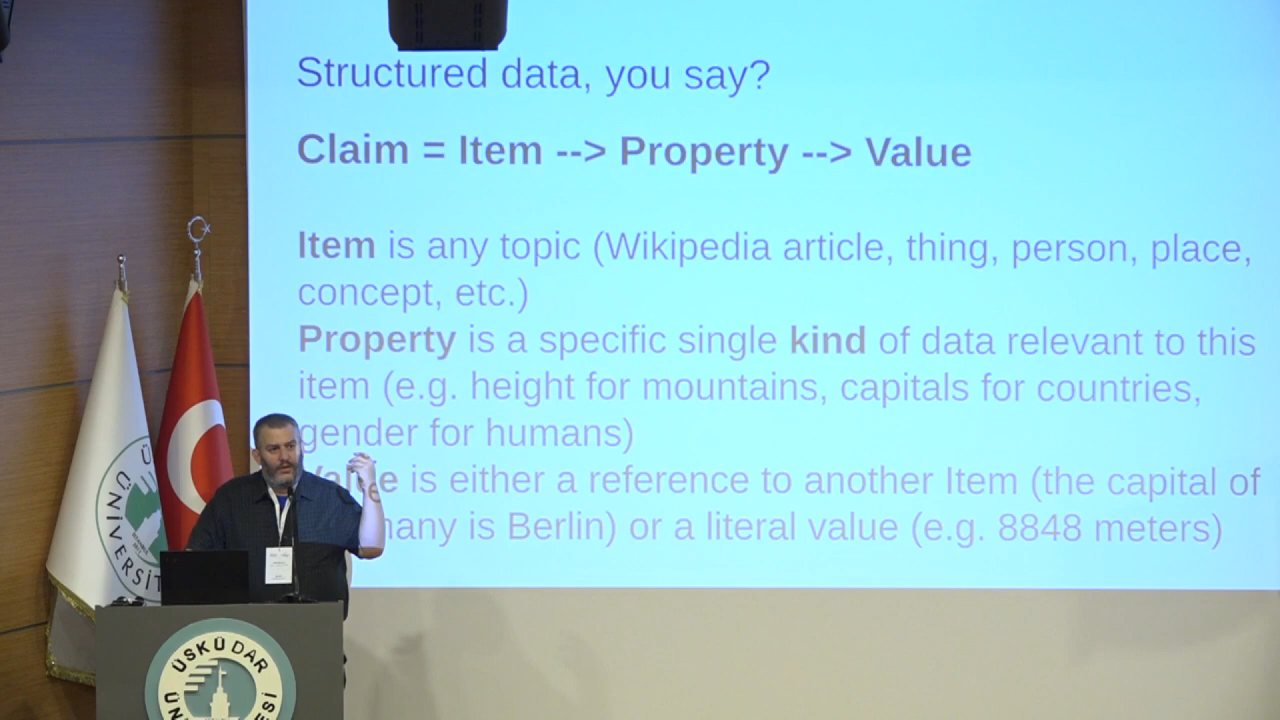 Structured data, you say?
Claim = Item --> Property --> Value
Item is any topic (Wikipedia article, thing, person, place,
concept, etc.)
Property is a specific single kind of data relevant to this
item (e.g. height for mountains, capitals for countries,
gender for humans)
is either a reference to another Item (the capital of
is Berlin) or a literal value (e.g. 8848 meters)
ÜSKÜDAR